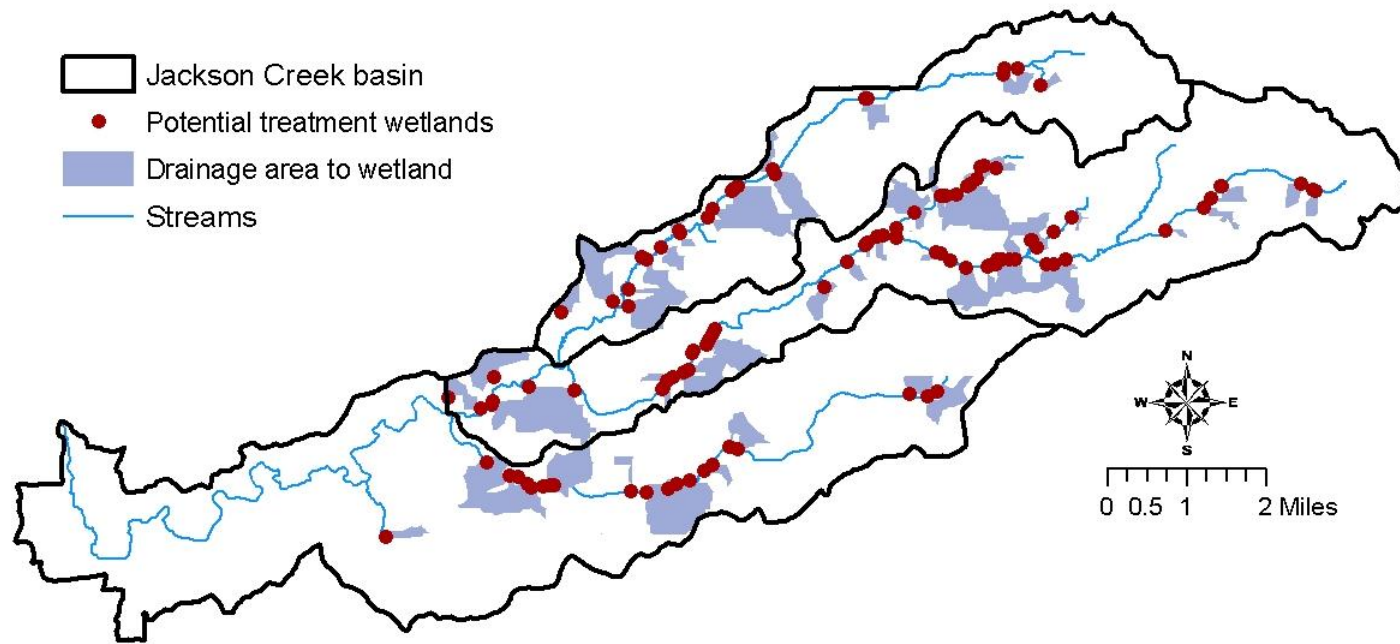 Jackson Creek basin
Potential treatment wetlands
Drainage area to wetland
Streams
N
W E
S
0 0.5 1 2 Miles